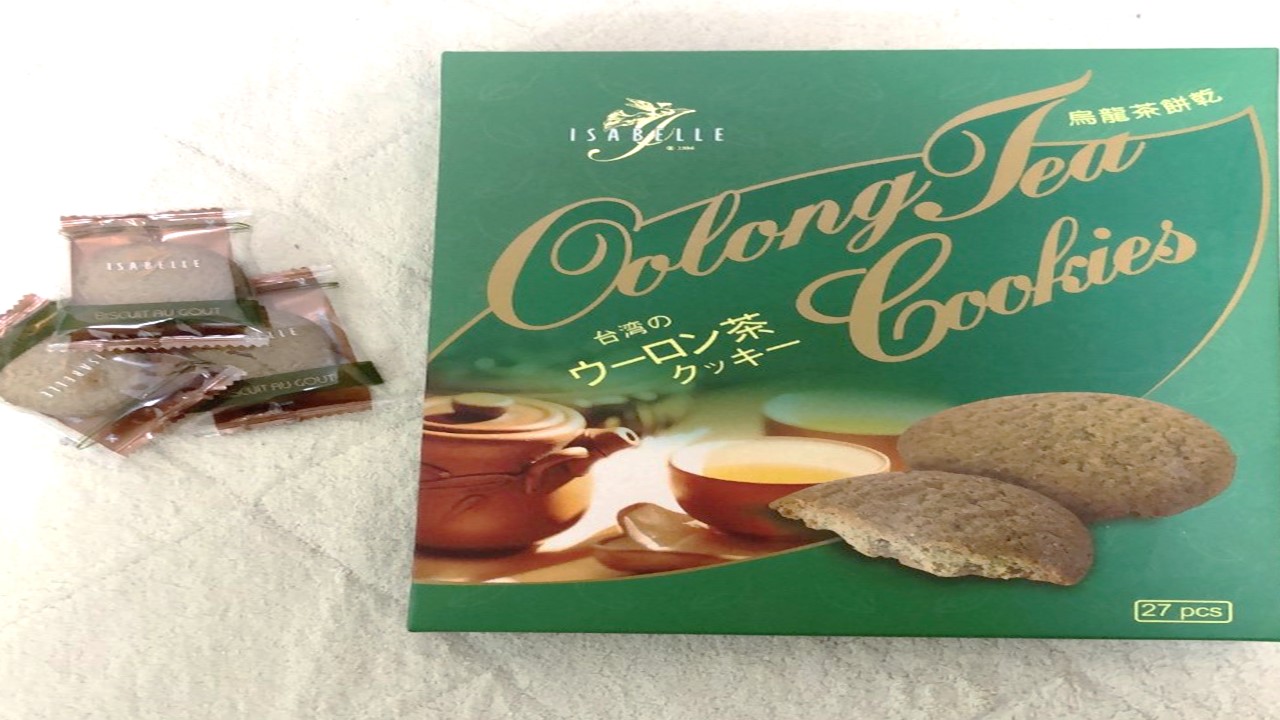 ISABELLE
烏龍茶餅乾
Oolong Tea
Cookies
台湾の
ウーロン茶
クッキー
27 pcs
ISABELLE
BISCUIT AU GOUT
BISCUIT AU GOUT
ISABELLE